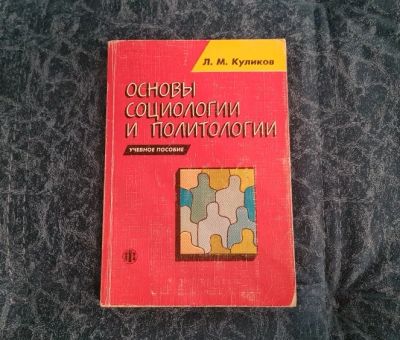 Л. М. Куликов
ОСНОВЫ
СОЦИОЛОГИИ
И ПОЛИТОЛОГИИ
УЧЕБНОЕ ПОСОБИЕ